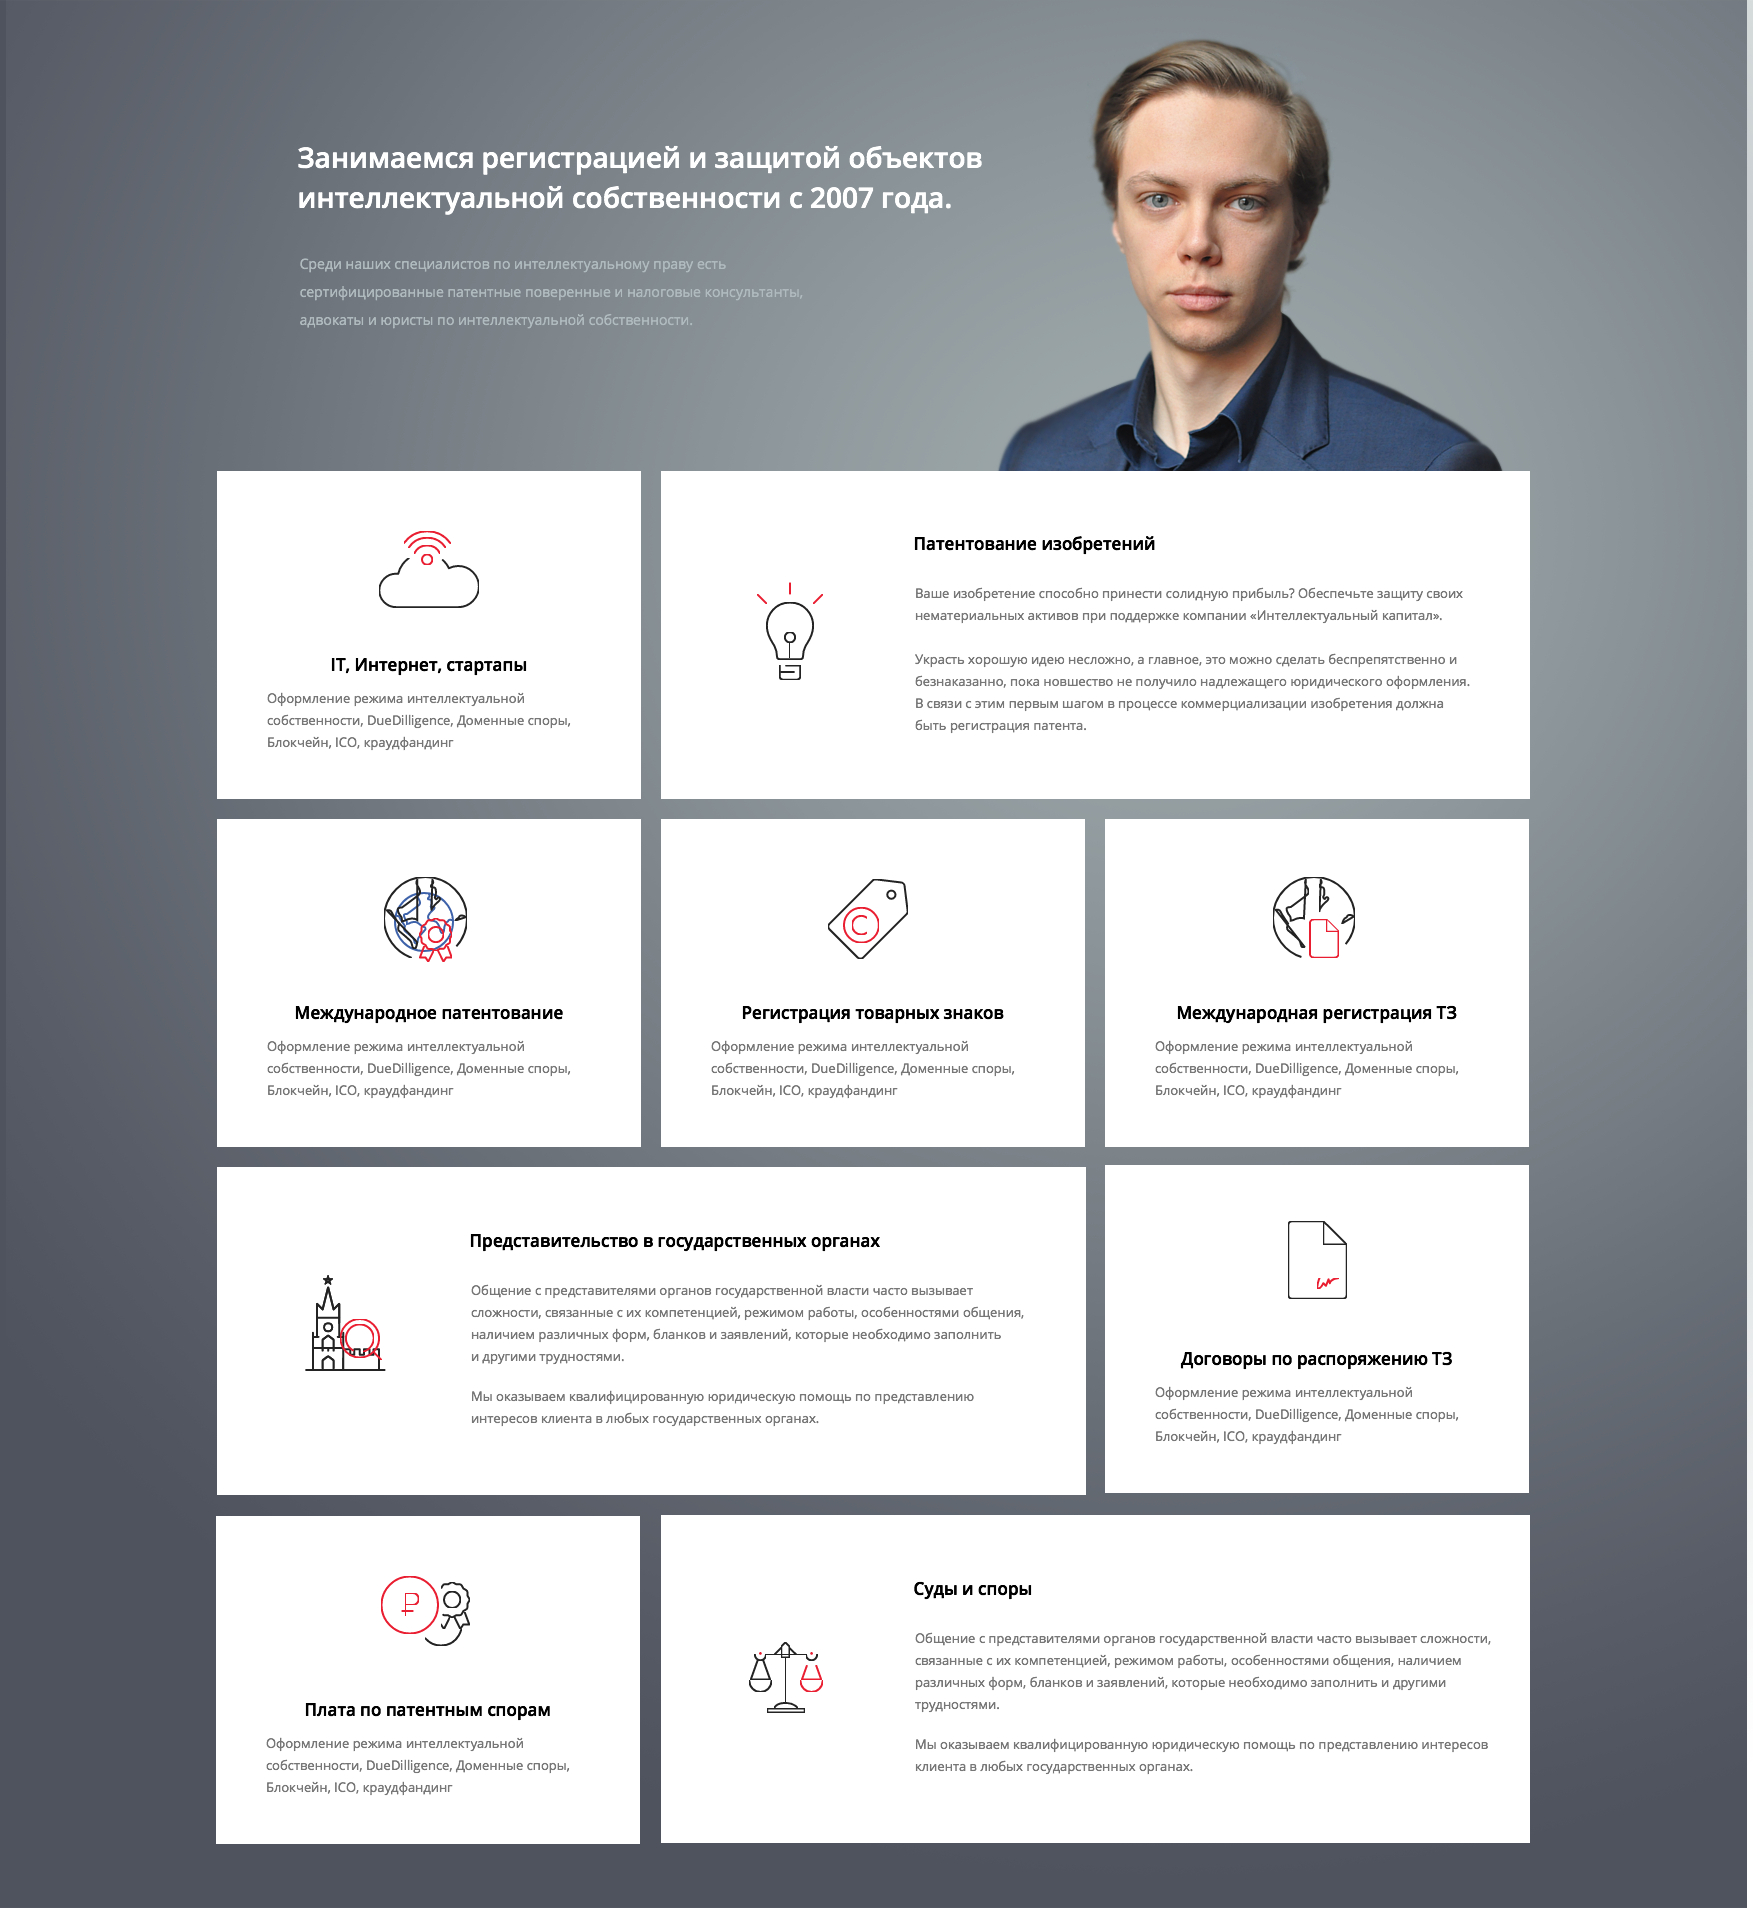 Занимаемся регистрацией и защитой объектов
интеллектуальной собственности с 2007 года.
Среди наших специалистов по интеллектуальному праву есть
сертифицированные патентные поверенные и налоговые консультанты,
адвокаты и юристы по интеллектуальной собственности.
IT, Интернет, стартапы
Оформление режима интеллектуальной
собственности, DueDilligence, Доменные споры,
Блокчейн, ICO, краудфандинг
Патентование изобретений
Ваше изобретение способно принести солидную прибыль? Обеспечьте защиту своих
нематериальных активов при поддержке компании «Интеллектуальный капитал».
Украсть хорошую идею несложно, а главное, это можно сделать беспрепятственно и
безнаказанно, пока новшество не получило надлежащего юридического оформления.
В связи с этим первым шагом в процессе коммерциализации изобретения должна
быть регистрация патента.
Международное патентование
Оформление режима интеллектуальной
собственности, DueDilligence, Доменные споры,
Блокчейн, ICO, краудфандинг
C
Регистрация товарных знаков
Оформление режима интеллектуальной
собственности, DueDilligence, Доменные споры,
Блокчейн, ICO, краудфандинг
Международная регистрация ТЗ
Оформление режима интеллектуальной
собственности, DueDilligence, Доменные споры,
Блокчейн, ICO, краудфандинг
Представительство в государственных органах
Общение с представителями органов государственной власти часто вызывает
сложности, связанные с их компетенцией, режимом работы, особенностями общения,
наличием различных форм, бланков и заявлений, которые необходимо заполнить
и другими трудностями.
Мы оказываем квалифицированную юридическую помощь по представлению
интересов клиента в любых государственных органах.
Договоры по распоряжению ТЗ
Оформление режима интеллектуальной
собственности, DueDilligence, Доменные споры,
Блокчейн, ICO, краудфандинг
₽
Плата по патентным спорам
Оформление режима интеллектуальной
собственности, DueDilligence, Доменные споры,
Блокчейн, ICO, краудфандинг
Суды и споры
Общение с представителями органов государственной власти часто вызывает сложности,
связанные с их компетенцией, режимом работы, особенностями общения, наличием
различных форм, бланков и заявлений, которые необходимо заполнить и другими
трудностями.
Мы оказываем квалифицированную юридическую помощь по представлению интересов
клиента в любых государственных органах.